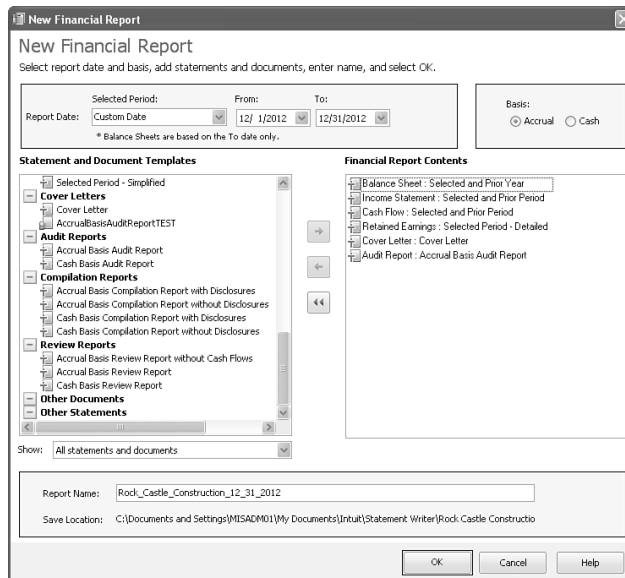 New Financial Report
New Financial Report
Select report date and basis, add statements and documents, enter name, and select OK.
Selected Period:
From:
To:
Report Date:
Custom Date
12/ 1/2012
12/31/2012
* Balance Sheets are based on the To date only.
Basis:
Accrual
Cash
Statement and Document Templates
Selected Period - Simplified
Cover Letters
Cover Letter
AccrualBasisAuditReportTEST
Audit Reports
Accrual Basis Audit Report
Cash Basis Audit Report
Compilation Reports
Accrual Basis Compilation Report with Disclosures
Accrual Basis Compilation Report without Disclosures
Cash Basis Compilation Report with Disclosures
Cash Basis Compilation Report without Disclosures
Review Reports
Accrual Basis Review Report without Cash Flows
Accrual Basis Review Report
Cash Basis Review Report
Other Documents
Other Statements
Show:
All statements and documents
Financial Report Contents
Balance Sheet : Selected and Prior Year
Income Statement : Selected and Prior Period
Cash Flow : Selected and Prior Period
Retained Earnings : Selected Period - Detailed
Cover Letter : Cover Letter
Audit Report : Accrual Basis Audit Report
Report Name:
Rock_Castle_Construction_12_31_2012
Save Location:
C:\Documents and Settings\MISADM01\My Documents\Intuit\Statement Writer\Rock Castle Constructio
OK
Cancel
Help